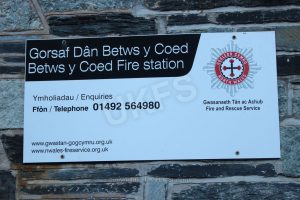 Gorsaf Dân Betws y Coed
Betws y Coed Fire station
Ymholiadau / Enquiries
Ffôn / Telephone 01492 564980
Gwasanaeth Tân ac Achub
Fire and Rescue Service
www.gwastan-gogcymru.org.uk
www.nwales-fireservice.org.uk